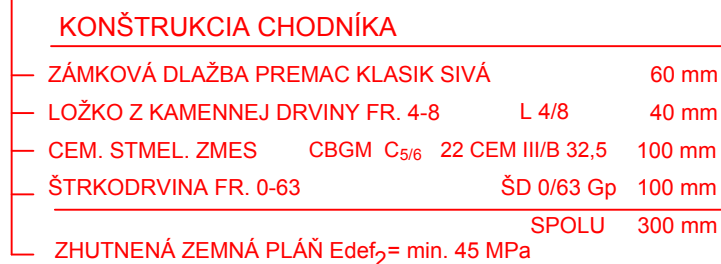 KONŠTRUKCIA CHODNÍKA
ZÁMKOVÁ DLAŽBA PREMAC KLASIK SIVÁ 60 mm
LOŽKO Z KAMENNEJ DRVINY FR. 4-8 L 4/8 40 mm
CEM. STMEL. ZMES CBGM C5/6 22 CEM III/B 32,5 100 mm
ŠTRKODRVINA FR. 0-63 ŠD 0/63 Gp 100 mm
SPOLU 300 mm
ZHUTNENÁ ZEMNÁ PLÁŇ Edef2= min. 45 MPa